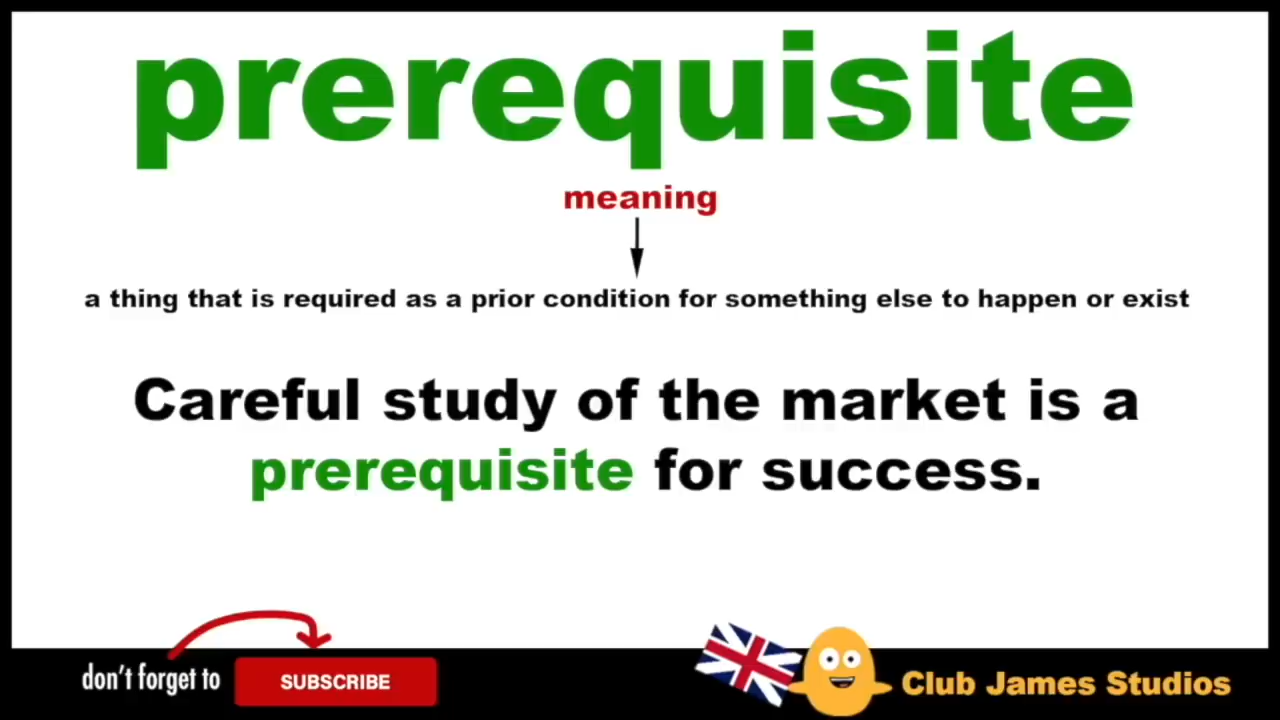 prerequisite
meaning
a thing that is required as a prior condition for something else to happen or exist
Careful study of the market is a
prerequisite for success.
don't forget to
SUBSCRIBE
Club James Studios